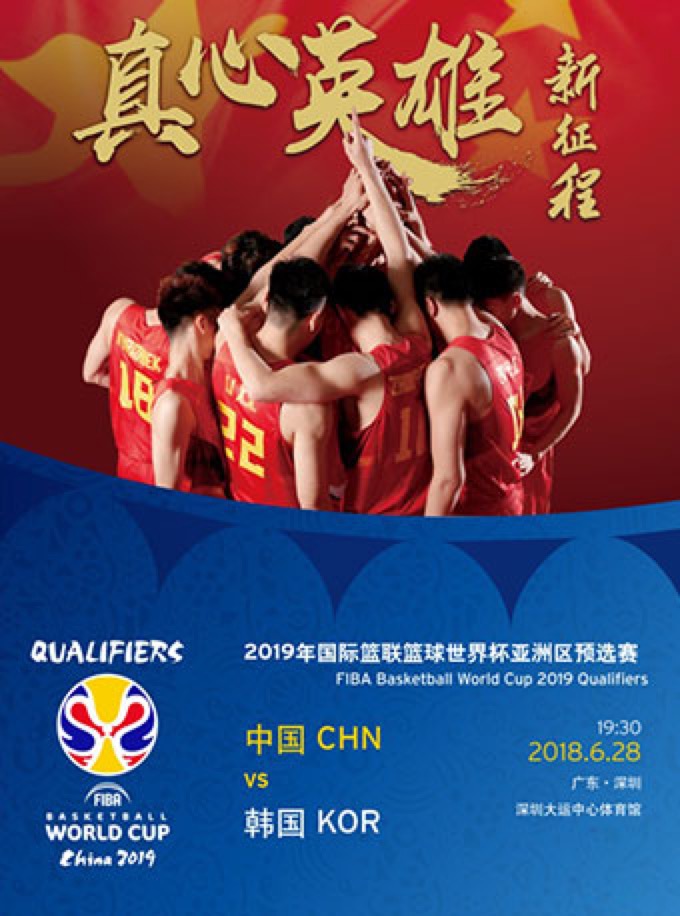 真心英雄
新征程
18
22
QUALIFIERS
2019年国际篮联篮球世界杯亚洲区预选赛
FIBA Basketball World Cup 2019 Qualifiers
中国 CHN
vs
韩国 KOR
19:30
2018.6.28
广东·深圳
深圳大运中心体育馆
FIBA
BASKETBALL
WORLD CUP
China 2019